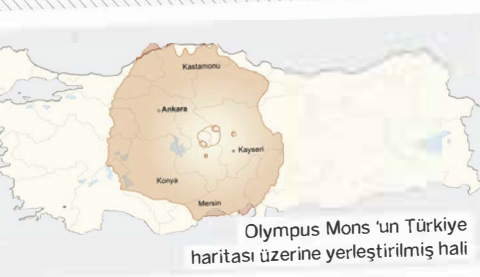 Kastamonu
Ankara
Kayseri
Konya
Mersin
Olympus Mons ‘un Türkiye
haritası üzerine yerleştirilmiş hali